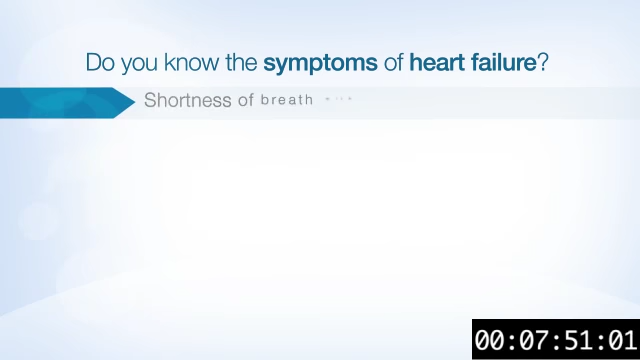 Do you know the symptoms of heart failure?
Shortness of breath
00:07:51:01